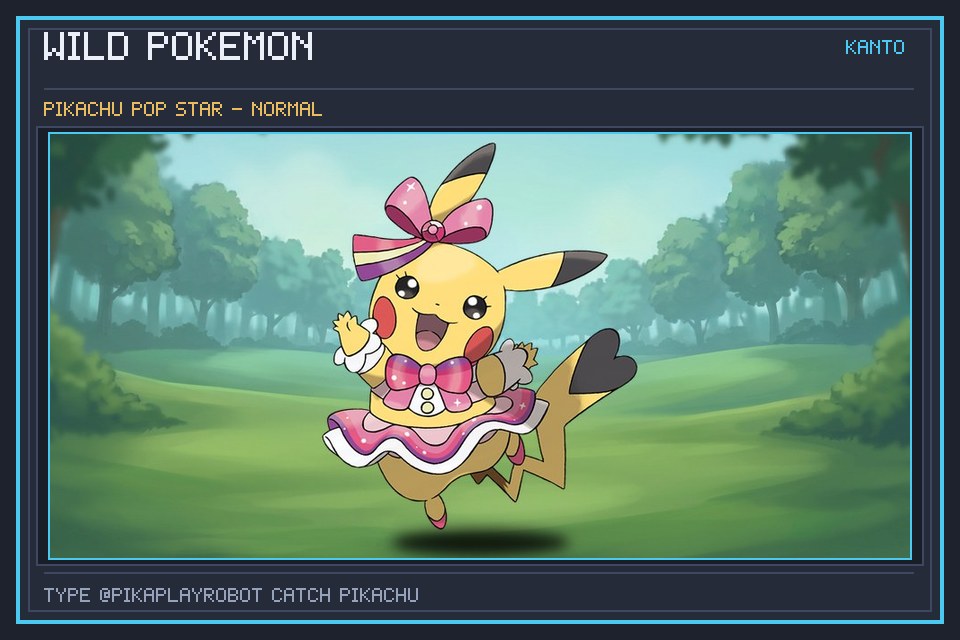 WILD POKEMON
KANTO
PIKACHU POP STAR - NORMAL
TYPE @PIKAPLAYROBOT CATCH PIKACHU